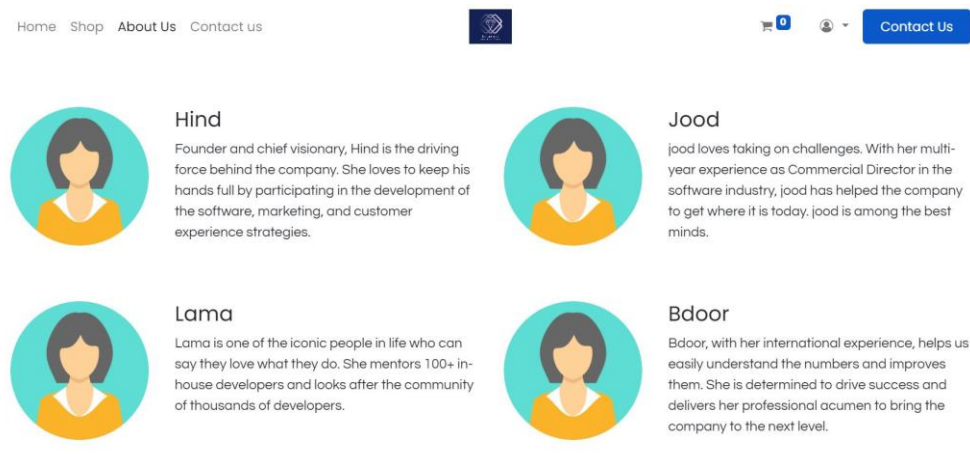 Home Shop About Us Contact us
0
Contact Us
Hind
Founder and chief visionary, Hind is the driving
force behind the company. She loves to keep his
hands full by participating in the development of
the software, marketing, and customer
experience strategies.
Jood
jood loves taking on challenges. With her multi-
year experience as Commercial Director in the
software industry, jood has helped the company
to get where it is today. jood is among the best
minds.
Lama
Lama is one of the iconic people in life who can
say they love what they do. She mentors 100+ in-
house developers and looks after the community
of thousands of developers.
Bdoor
Bdoor, with her international experience, helps us
easily understand the numbers and improves
them. She is determined to drive success and
delivers her professional acumen to bring the
company to the next level.